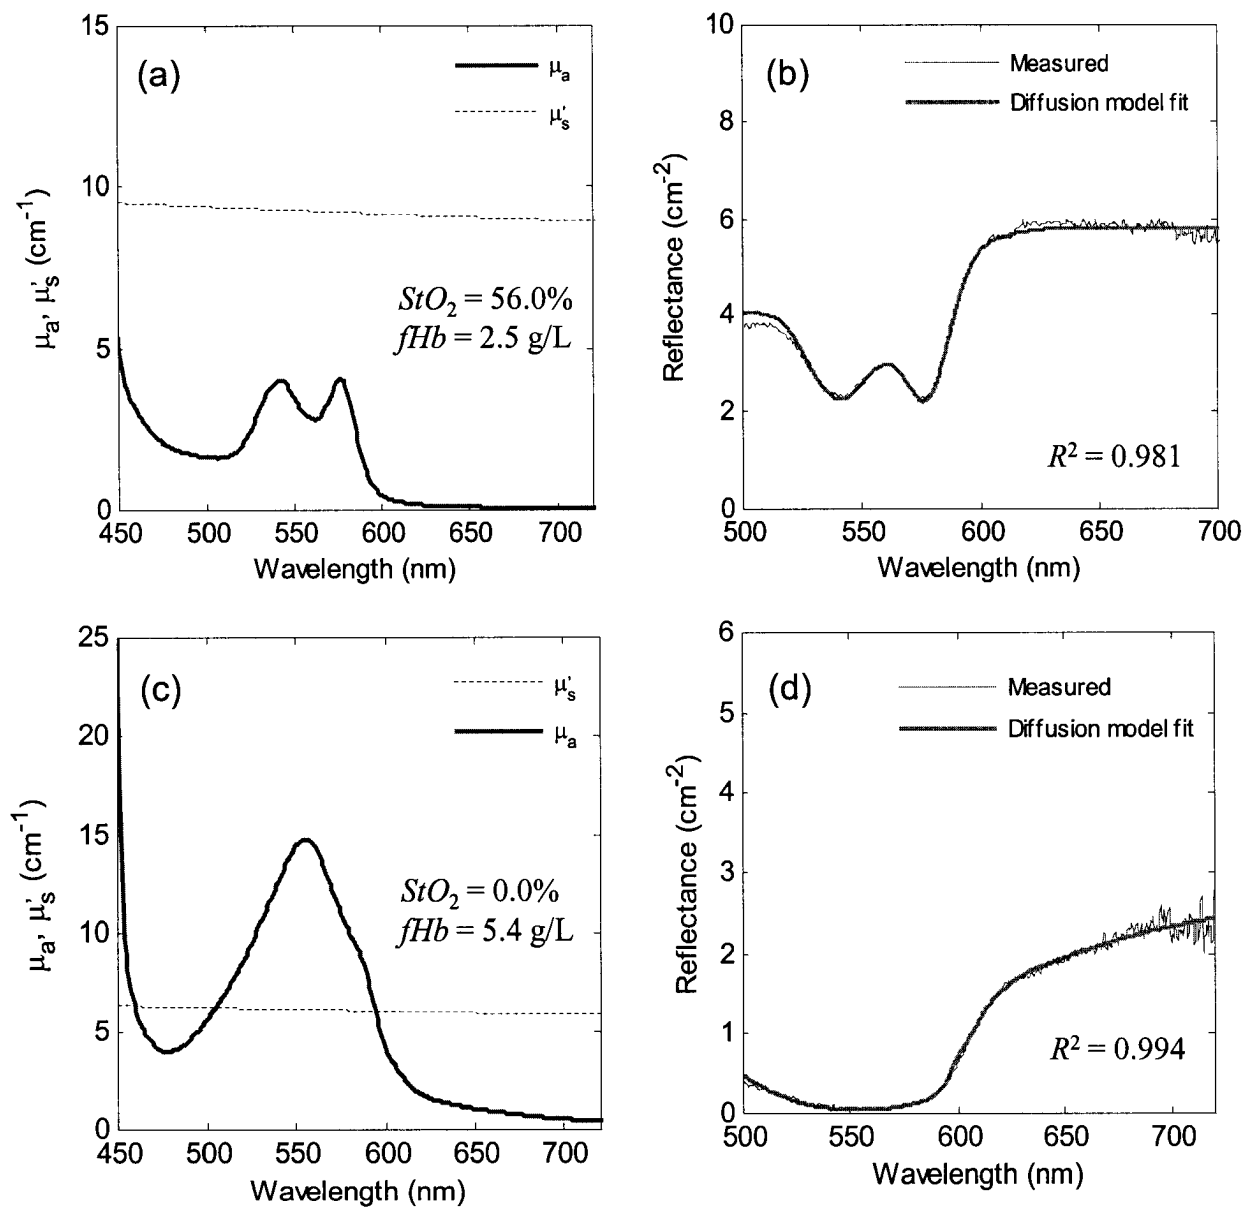 (a)
μa
μ's
StO2 = 56.0%
fHb = 2.5 g/L
μa, μ's (cm-1)
15
10
5
0
450 500 550 600 650 700
Wavelength (nm)
(b)
Measured
Diffusion model fit
R2 = 0.981
Reflectance (cm-2)
10
8
6
4
2
0
500 550 600 650 700
Wavelength (nm)
(c)
μ's
μa
StO2 = 0.0%
fHb = 5.4 g/L
μa, μ's (cm-1)
25
20
15
10
5
0
450 500 550 600 650 700
Wavelength (nm)
(d)
Measured
Diffusion model fit
R2 = 0.994
Reflectance (cm-2)
6
5
4
3
2
1
0
500 550 600 650 700
Wavelength (nm)